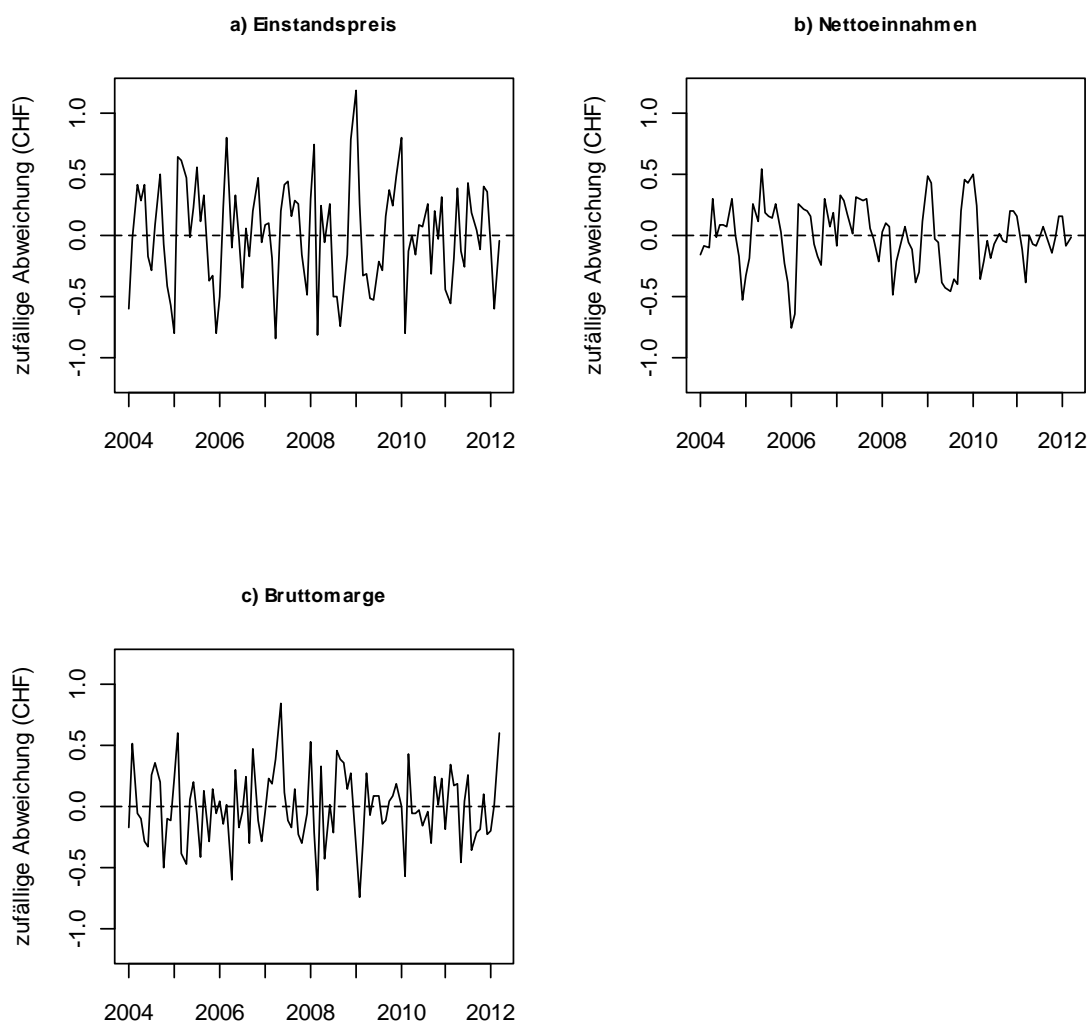 a) Einstandspreis
zufällige Abweichung (CHF)
1.0
0.5
0.0
-0.5
-1.0
2004 2006 2008 2010 2012
b) Nettoeinnahmen
zufällige Abweichung (CHF)
1.0
0.5
0.0
-0.5
-1.0
2004 2006 2008 2010 2012
c) Bruttomarge
zufällige Abweichung (CHF)
1.0
0.5
0.0
-0.5
-1.0
2004 2006 2008 2010 2012